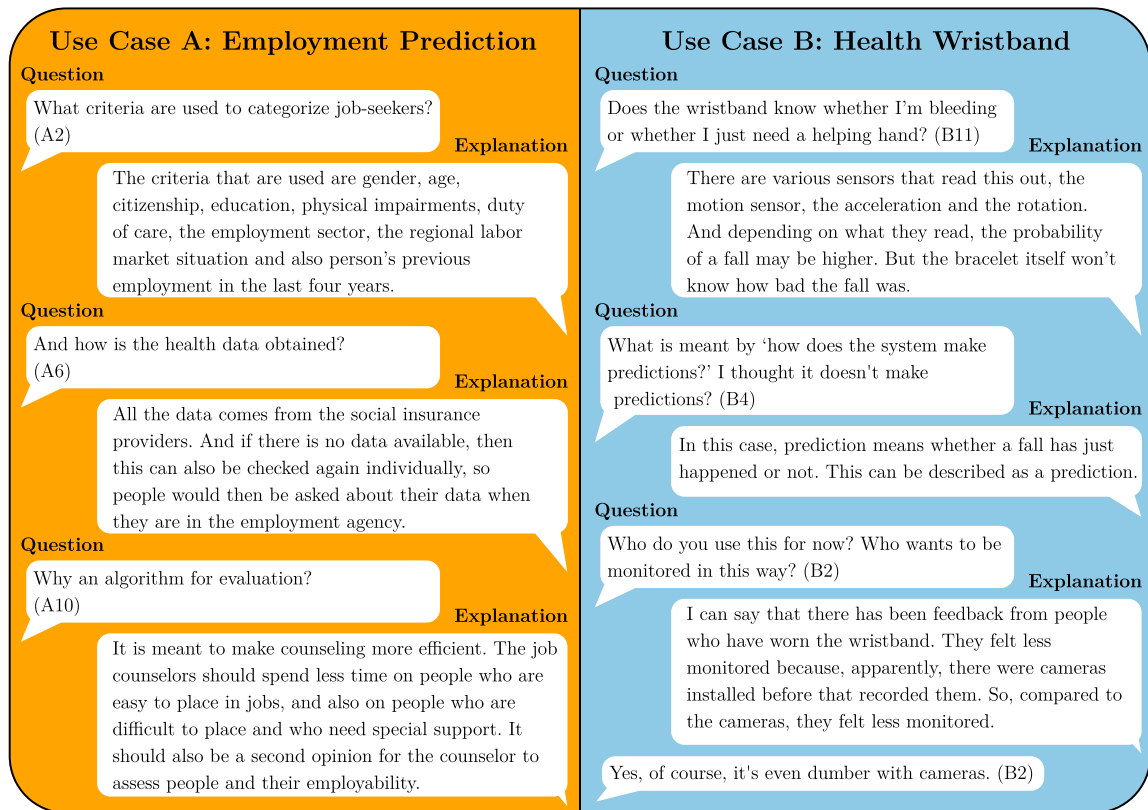 Use Case A: Employment Prediction
Question
What criteria are used to categorize job-seekers?
(A2)
Explanation
The criteria that are used are gender, age,
citizenship, education, physical impairments, duty
of care, the employment sector, the regional labor
market situation and also person's previous
employment in the last four years.
Question
And how is the health data obtained?
(A6)
Explanation
All the data comes from the social insurance
providers. And if there is no data available, then
this can also be checked again individually, so
people would then be asked about their data when
they are in the employment agency.
Question
Why an algorithm for evaluation?
(A10)
Explanation
It is meant to make counseling more efficient. The job
counselors should spend less time on people who are
easy to place in jobs, and also on people who are
difficult to place and who need special support. It
should also be a second opinion for the counselor to
assess people and their employability.
Use Case B: Health Wristband
Question
Does the wristband know whether I'm bleeding
or whether I just need a helping hand? (B11)
Explanation
There are various sensors that read this out, the
motion sensor, the acceleration and the rotation.
And depending on what they read, the probability
of a fall may be higher. But the bracelet itself won't
know how bad the fall was.
Question
What is meant by ‘how does the system make
predictions?’ I thought it doesn't make
predictions? (B4)
Explanation
In this case, prediction means whether a fall has just
happened or not. This can be described as a prediction.
Question
Who do you use this for now? Who wants to be
monitored in this way? (B2)
Explanation
I can say that there has been feedback from people
who have worn the wristband. They felt less
monitored because, apparently, there were cameras
installed before that recorded them. So, compared to
the cameras, they felt less monitored.
Yes, of course, it's even dumber with cameras. (B2)